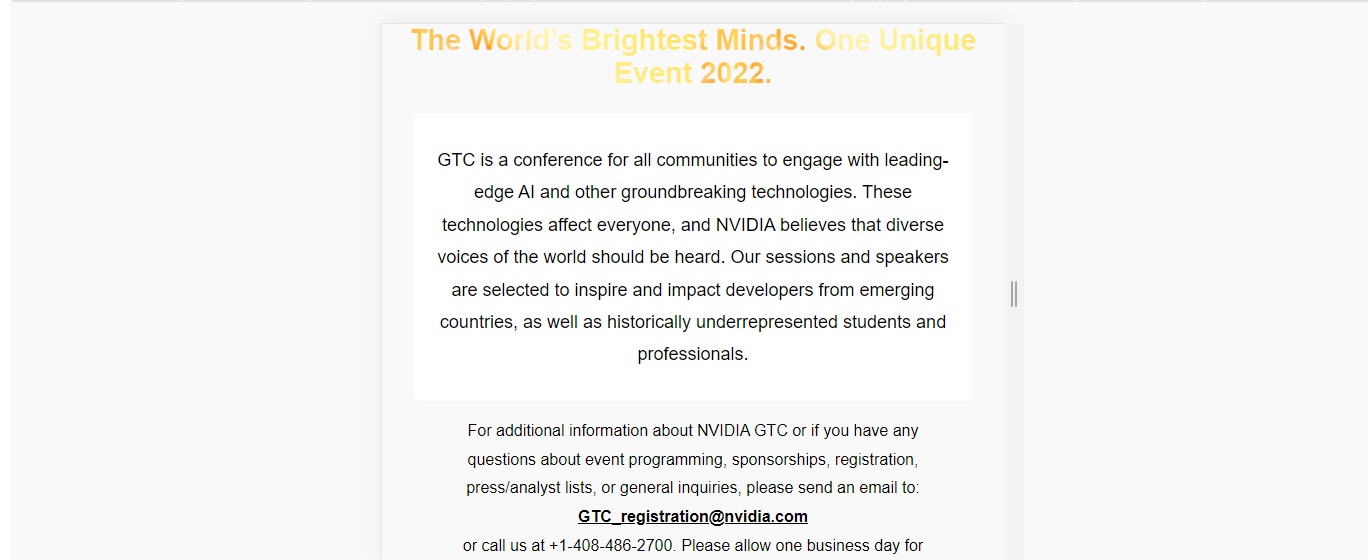 The World's Brightest Minds. One Unique
Event 2022.
GTC is a conference for all communities to engage with leading-
edge AI and other groundbreaking technologies. These
technologies affect everyone, and NVIDIA believes that diverse
voices of the world should be heard. Our sessions and speakers
are selected to inspire and impact developers from emerging
countries, as well as historically underrepresented students and
professionals.
For additional information about NVIDIA GTC or if you have any
questions about event programming, sponsorships, registration,
press/analyst lists, or general inquiries, please send an email to:
GTC_registration@nvidia.com
or call us at +1-408-486-2700. Please allow one business day for